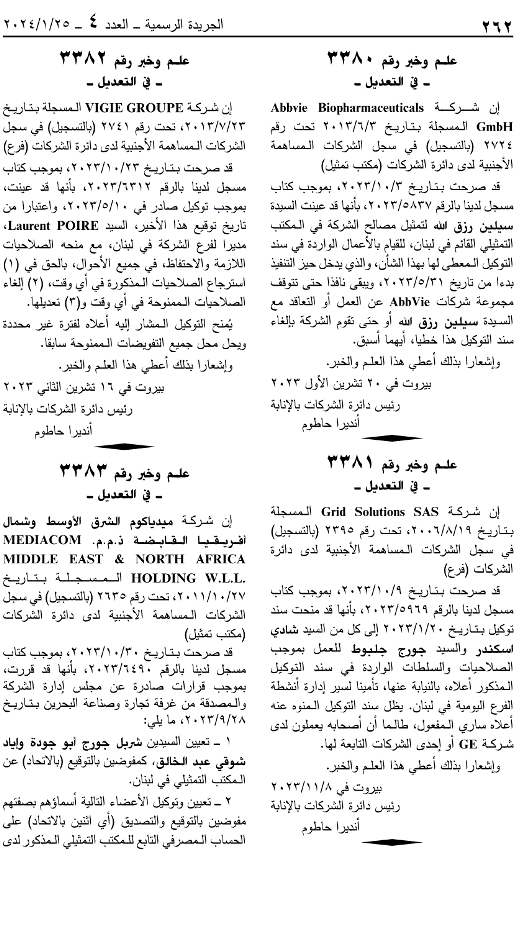 ٢٦٢
الجريدة الرسمية – العدد ٤ – ٢٠٢٤/١/٢٥
علـم وخبر رقم ٣٣٨٠
– في التعديل –
إن شـركـــة Abbvie Biopharmaceuticals
GmbH المسجلة بتـاريخ ٢٠١٣/٦/٣ تحت رقم
٢٧٢٤ (بالتسجيل) في سجل الشركات المساهمة
الأجنبية لدى دائرة الشركات (مكتب تمثيل)
قد صرحت بـتـاريخ ٢٠٢٣/١٠/٣، بموجب كتاب
مسجل لدينا بالرقم ٢٠٢٣/٥٨٣٧، بأنها قد عينت السيدة
سيلين رزق الله لتمثيل مصالح الشركة في المكتب
التمثيلي القائم في لبنان، للقيام بالأعمال الواردة في سند
التوكيل المـعطى لها بهذا الشأن، والذي يدخل حيز التنفيذ
بدءا من تاريخ ٢٠٢٣/٥/٣١، ويبقى نافذا حتى تتوقف
مجموعة شركات AbbVie عن العمل أو التعاقد مع
السيدة سيلين رزق الله أو حتى تقوم الشركة بإلغاء
سند التوكيل هذا خطيا، أيهما أسبق.
وإشعارا بذلك أعطي هذا العلم والخبر.
بيروت في ٢٠ تشرين الأول ٢٠٢٣
رئيس دائرة الشركات بالإنابة
أنديرا حاطوم
علـم وخبر رقم ٣٣٨١
– في التعديل –
إن شركـة Grid Solutions SAS المسجلة
بـتـاريخ ٢٠٠٦/٨/١٩، تحت رقم ٢٣٩٥ (بالتسجيل)
في سجل الشركات المساهمة الأجنبية لدى دائرة
الشركات (فرع)
قد صرحت بـتـاريخ ٢٠٢٣/١٠/٩، بموجب كتاب
مسجل لدينا بالرقم ٢٠٢٣/٥٩٦٩، بأنها قد منحت سند
توكيل بتـاريخ ٢٠٢٣/١/٢٠ إلى كل من السيد شادي
اسكندر والسيد جورج جلبوط للعمل بموجب
الصلاحيات والسلطات الواردة في سند التوكيل
المذكور أعلاه، بالنيابة عنها، تأمينا لسير إدارة أنشطة
الفرع اليومية في لبنان. يظل سند التوكيل المنوه عنه
أعلاه ساري المفعول، طالـما أن أصحابه يعملون لدى
شركـة GE أو إحدى الشركات التابعة لها.
وإشعارا بذلك أعطي هذا العلم والخبر.
بيروت في ٢٠٢٣/١١/٨
رئيس دائرة الشركات بالإنابة
أنديرا حاطوم
علـم وخبر رقم ٣٣٨٢
– في التعديل –
إن شركـة VIGIE GROUPE المسجلة بـتـاريخ
٢٠١٣/٧/٢٣، تحت رقم ٢٧٤١ (بالتسجيل) في سجل
الشركات المساهمة الأجنبية لدى دائرة الشركات (فرع)
قد صرحت بـتـاريخ ٢٠٢٣/١٠/٢٣، بموجب كتاب
مسجل لدينا بالرقم ٢٠٢٣/٦٣١٢، بأنها قد عينت،
بموجب توكيل صادر في ٢٠٢٣/٥/١٠، واعتبارا من
تاريخ توقيع هذا الأخير، السيد Laurent POIRE،
مديرا لفرع الشركة في لبنان، مع منحه الصلاحيات
اللازمة والاحتفاظ، في جميع الأحوال، بالحق في (١)
استرجاع الصلاحيات المذكورة في أي وقت، (٢) إلغاء
الصلاحيات الممنوحة في أي وقت و(٣) تعديلها.
يُمنح التوكيل المشار إليه أعلاه لفترة غير محددة
ويحل محل جميع التفويضات الممنوحة سابقا.
وإشعارا بذلك أعطي هذا العلم والخبر.
بيروت في ١٦ تشرين الثاني ٢٠٢٣
رئيس دائرة الشركات بالإنابة
أنديرا حاطوم
علـم وخبر رقم ٣٣٨٣
– في التعديل –
إن شركة ميدياكوم الشرق الأوسط وشمال
أفريقيا القابضة ذ.م.م. MEDIACOM
MIDDLE EAST & NORTH AFRICA
HOLDING W.L.L. المسجلـة بـتـاريخ
٢٠١١/١٠/٢٧، تحت رقم ٢٦٣٥ (بالتسجيل) في سجل
الشركات المساهمة الأجنبية لدى دائرة الشركات
(مكتب تمثيل)
قد صرحت بـتـاريخ ٢٠٢٣/١٠/٣٠، بموجب كتاب
مسجل لدينا بالرقم ٢٠٢٣/٦٤٩٠، بأنها قد قررت،
بموجب قرارات صادرة عن مجلس إدارة الشركة
والمصدقة من غرفة تجارة وصناعة البحرين بتـاريخ
٢٠٢٣/٩/٢٨، ما يلي:
١ – تعيين السيدين شربل جورج أبو جودة وإياد
شوقي عبد الخالق، كمفوضين بالتوقيع (بالاتحاد) عن
المكتب التمثيلي في لبنان.
٢ – تعيين وتوكيل الأعضاء التالية أسماؤهم بصفتهم
مفوضين بالتوقيع والتصديق (أي اثنين بالاتحاد) على
الحساب المصرفي التابع للمكتب التمثيلي المذكور لدى